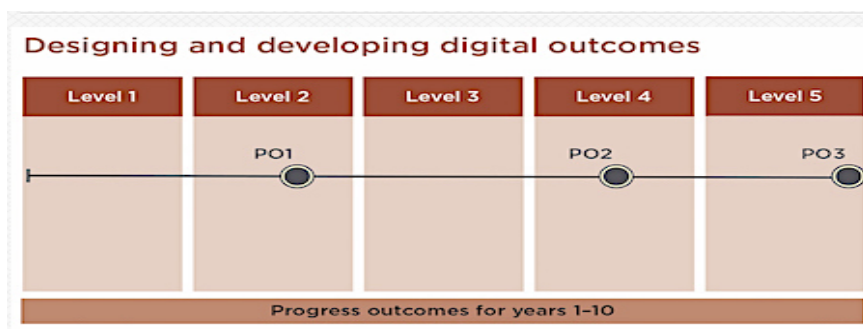 Designing and developing digital outcomes
Level 1 Level 2 Level 3 Level 4 Level 5
PO1 PO2 PO3
Progress outcomes for years 1–10